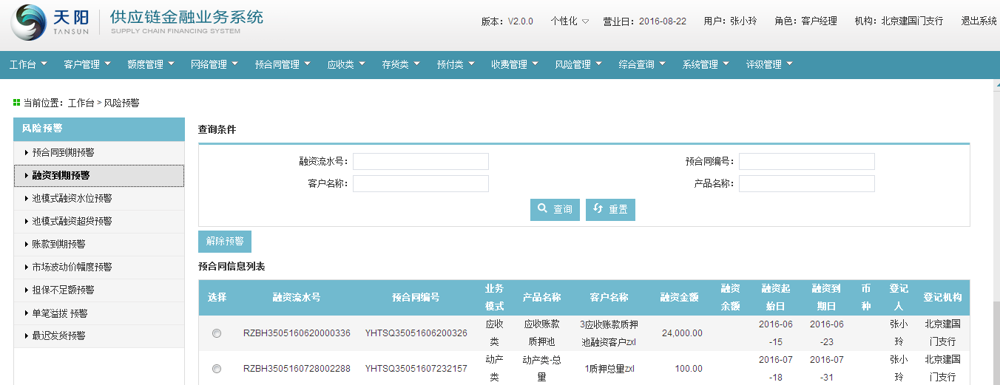 天阳
TANSUN
供应链金融业务系统
SUPPLY CHAIN FINANCING SYSTEM
版本：V2.0.0 个性化 营业日：2016-08-22 用户：张小玲 角色：客户经理 机构：北京建国门支行 退出系统
工作台 客户管理 额度管理 网络管理 预合同管理 应收类 存货类 预付类 收费管理 风险管理 综合查询 系统管理 评级管理
当前位置：工作台 > 风险预警
风险预警
预合同到期预警
融资到期预警
池模式融资水位预警
池模式融资超贷预警
账款到期预警
市场波动价幅度预警
担保不足额预警
单笔溢拨 预警
最迟发货预警
查询条件
融资流水号： 预合同编号：
客户名称： 产品名称：
查询 重置
解除预警
预合同信息列表
选择 融资流水号 预合同编号 业务模式 产品名称 客户名称 融资金额 融资余额 融资起始日 融资到期日 币种 登记人 登记机构
RZBH3505160620000336 YHTSQ35051606200326 应收类 应收账款质押池 3应收账款质押池融资客户zxl 24,000.00 2016-06-15 2016-06-23 张小玲 北京建国门支行
RZBH3505160728002288 YHTSQ35051607232157 动产类 动产类-总量 1质押总量zxl 100.00 2016-07-18 2016-07-31 张小玲 北京建国门支行